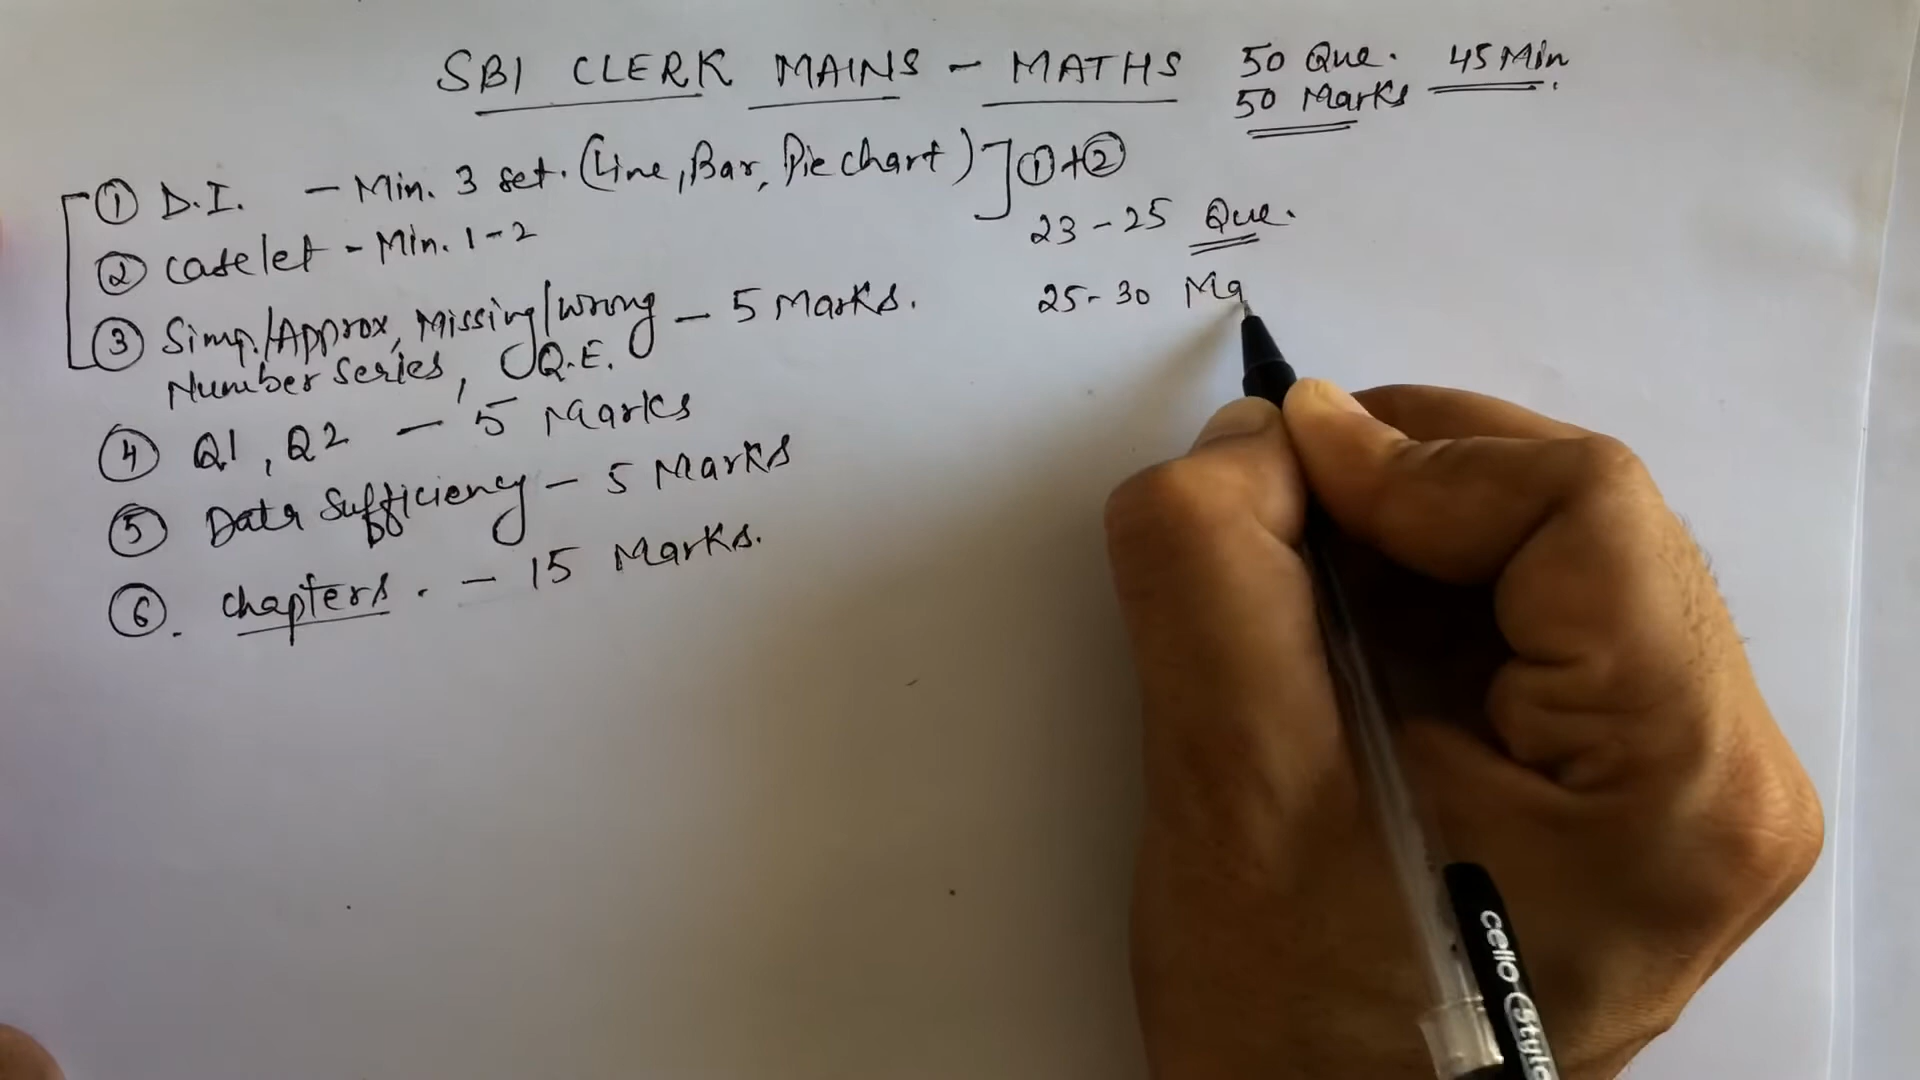 SBI CLERK MAINS - MATHS 50 Que. 45 Min.
50 Marks
① D.I. - Min. 3 set. (Line, Bar, Pie chart) ] ① + ②
23 - 25 Que.
② Caselet - Min. 1 - 2
25 - 30 Ma
③ Simp./Approx, Missing/Wrong - 5 Marks.
Number Series, Q.E.
④ Q1, Q2 - 5 Marks
⑤ Data Sufficiency - 5 Marks
⑥. Chapters. - 15 Marks.
cello Style